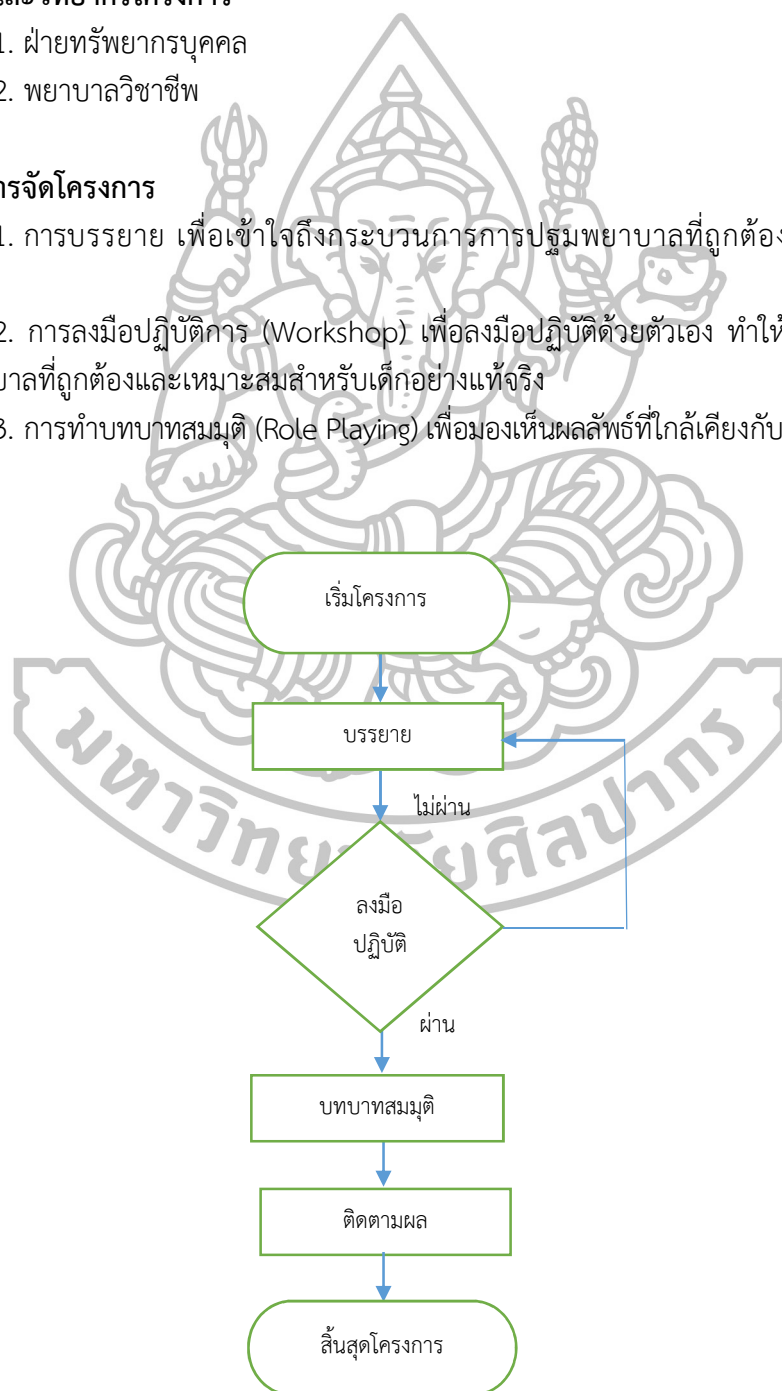 และวิทยากรโครงการ
1. ฝ่ายทรัพยากรบุคคล
2. พยาบาลวิชาชีพ
ารจัดโครงการ
1. การบรรยาย เพื่อเข้าใจถึงกระบวนการการปฐมพยาบาลที่ถูกต้อง
2. การลงมือปฏิบัติการ (Workshop) เพื่อลงมือปฏิบัติด้วยตัวเอง ทำให้
บาลที่ถูกต้องและเหมาะสมสำหรับเด็กอย่างแท้จริง
3. การทำบทบาทสมมุติ (Role Playing) เพื่อมองเห็นผลลัพธ์ที่ใกล้เคียงกับ
เริ่มโครงการ
บรรยาย
ไม่ผ่าน
มหาวิทยาลัยศิลปากร
ลงมือ
ปฏิบัติ
ผ่าน
บทบาทสมมุติ
ติดตามผล
สิ้นสุดโครงการ